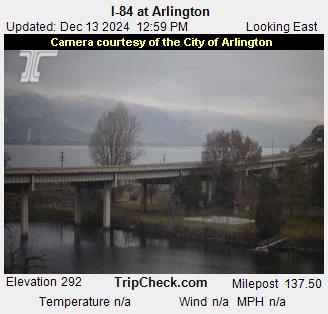 I-84 at Arlington
Updated: Dec 13 2024 12:59 PM Looking East
Camera courtesy of the City of Arlington
Elevation 292 TripCheck.com Milepost 137.50
Temperature n/a Wind n/a MPH n/a